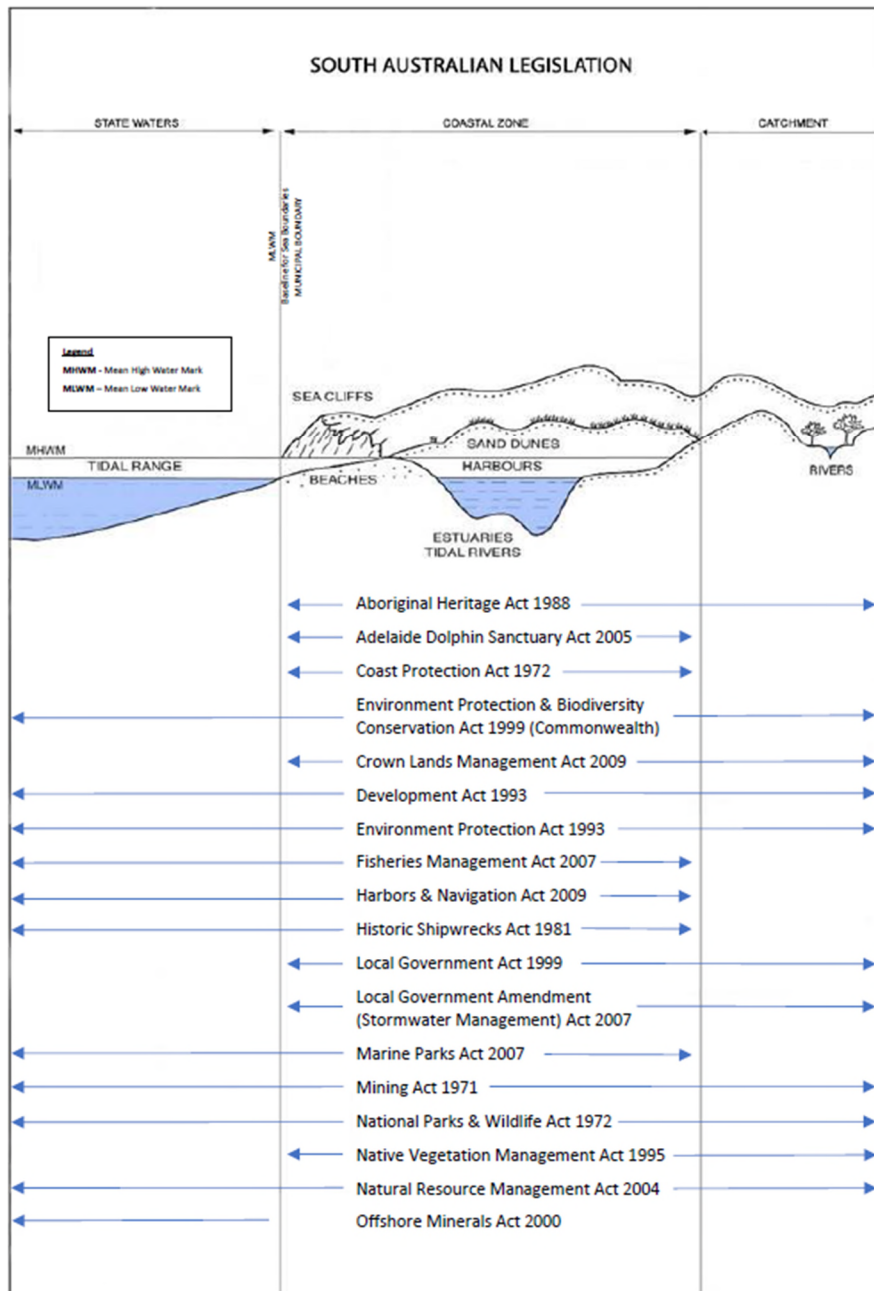 SOUTH AUSTRALIAN LEGISLATION
STATE WATERS
COASTAL ZONE
CATCHMENT
MLWM
Baseline for Sea Boundaries
MUNICIPAL BOUNDARY
Legend
MHWM - Mean High Water Mark
MLWM – Mean Low Water Mark
SEA CLIFFS
SAND DUNES
MHWM
TIDAL RANGE
HARBOURS
RIVERS
MLWM
BEACHES
ESTUARIES
TIDAL RIVERS
Aboriginal Heritage Act 1988
Adelaide Dolphin Sanctuary Act 2005
Coast Protection Act 1972
Environment Protection & Biodiversity
Conservation Act 1999 (Commonwealth)
Crown Lands Management Act 2009
Development Act 1993
Environment Protection Act 1993
Fisheries Management Act 2007
Harbors & Navigation Act 2009
Historic Shipwrecks Act 1981
Local Government Act 1999
Local Government Amendment
(Stormwater Management) Act 2007
Marine Parks Act 2007
Mining Act 1971
National Parks & Wildlife Act 1972
Native Vegetation Management Act 1995
Natural Resource Management Act 2004
Offshore Minerals Act 2000